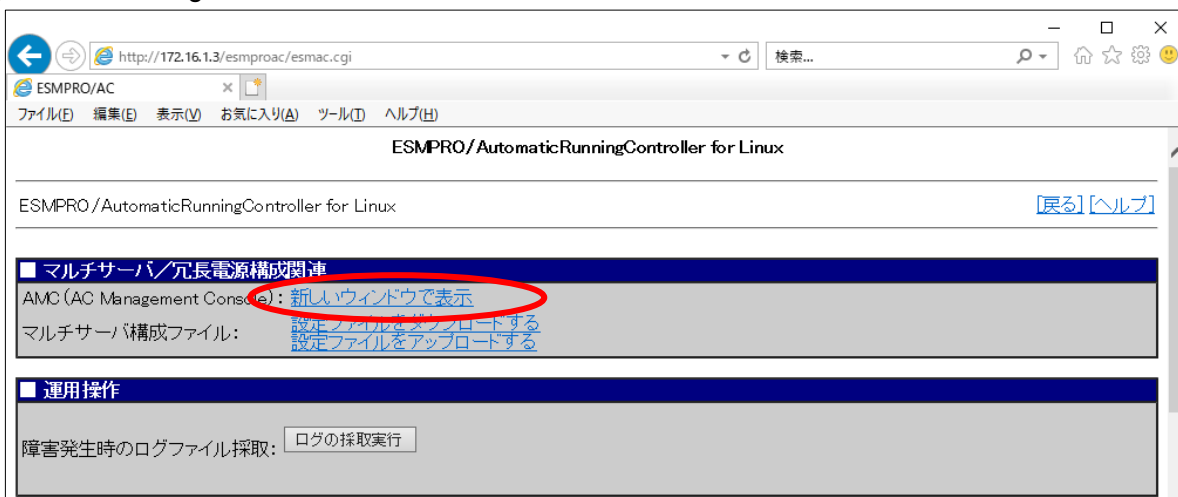 http://172.16.1.3/esmproac/esmac.cgi
検索...
ESMPRO/AC
ファイル(F) 編集(E) 表示(V) お気に入り(A) ツール(T) ヘルプ(H)
ESMPRO/AutomaticRunningController for Linux
ESMPRO/AutomaticRunningController for Linux [戻る] [ヘルプ]
■ マルチサーバ／冗長電源構成関連
AMC(AC Management Console): 新しいウィンドウで表示
マルチサーバ構成ファイル: 設定ファイルをダウンロードする
設定ファイルをアップロードする
■ 運用操作
障害発生時のログファイル採取: ログの採取実行